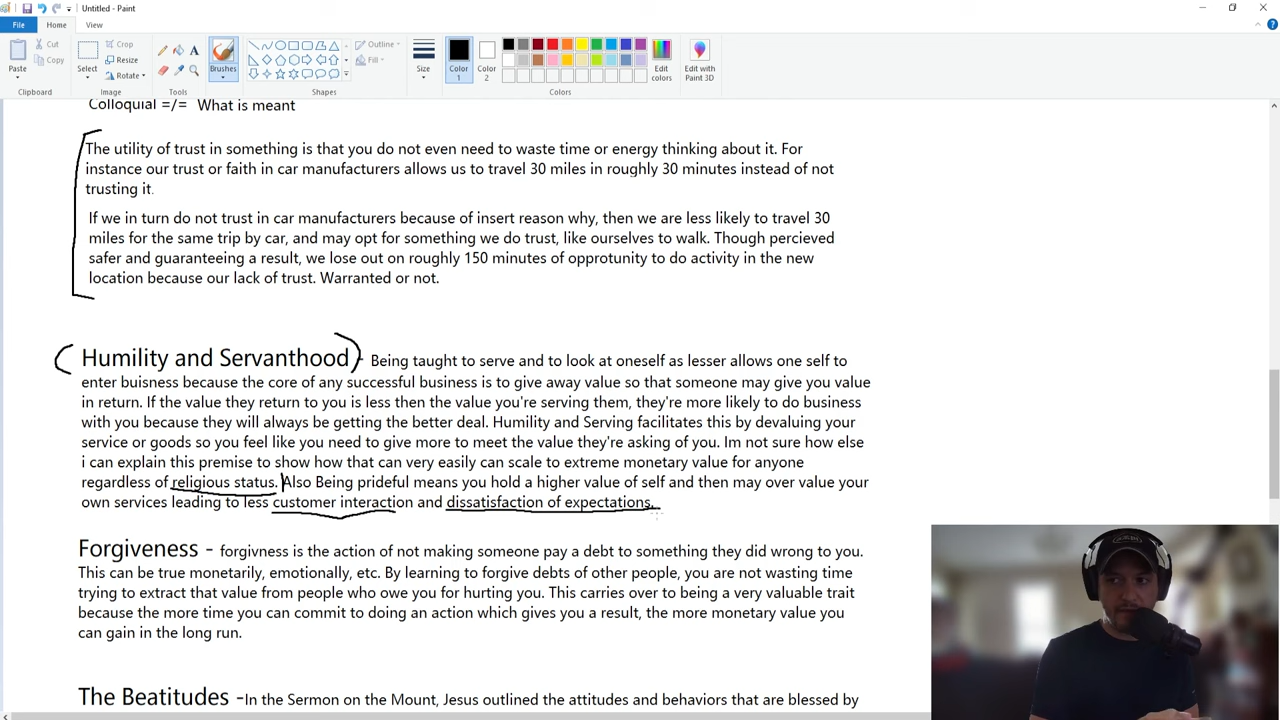 Untitled - Paint
File
Home
View
Paste
Cut
Copy
Clipboard
Select
Crop
Resize
Rotate
Image
A
Tools
Brushes
Outline
Fill
Shapes
Size
Color 1
Color 2
Edit colors
Edit with Paint 3D
Colors
Colloquial =/= What is meant
The utility of trust in something is that you do not even need to waste time or energy thinking about it. For
instance our trust or faith in car manufacturers allows us to travel 30 miles in roughly 30 minutes instead of not
trusting it.
If we in turn do not trust in car manufacturers because of insert reason why, then we are less likely to travel 30
miles for the same trip by car, and may opt for something we do trust, like ourselves to walk. Though percieved
safer and guaranteeing a result, we lose out on roughly 150 minutes of opprotunity to do activity in the new
location because our lack of trust. Warranted or not.
Humility and Servanthood - Being taught to serve and to look at oneself as lesser allows one self to
enter buisness because the core of any successful business is to give away value so that someone may give you value
in return. If the value they return to you is less then the value you're serving them, they're more likely to do business
with you because they will always be getting the better deal. Humility and Serving facilitates this by devaluing your
service or goods so you feel like you need to give more to meet the value they're asking of you. Im not sure how else
i can explain this premise to show how that can very easily can scale to extreme monetary value for anyone
regardless of religious status. Also Being prideful means you hold a higher value of self and then may over value your
own services leading to less customer interaction and dissatisfaction of expectations.
Forgiveness - forgivness is the action of not making someone pay a debt to something they did wrong to you.
This can be true monetarily, emotionally, etc. By learning to forgive debts of other people, you are not wasting time
trying to extract that value from people who owe you for hurting you. This carries over to being a very valuable trait
because the more time you can commit to doing an action which gives you a result, the more monetary value you
can gain in the long run.
The Beatitudes -In the Sermon on the Mount, Jesus outlined the attitudes and behaviors that are blessed by